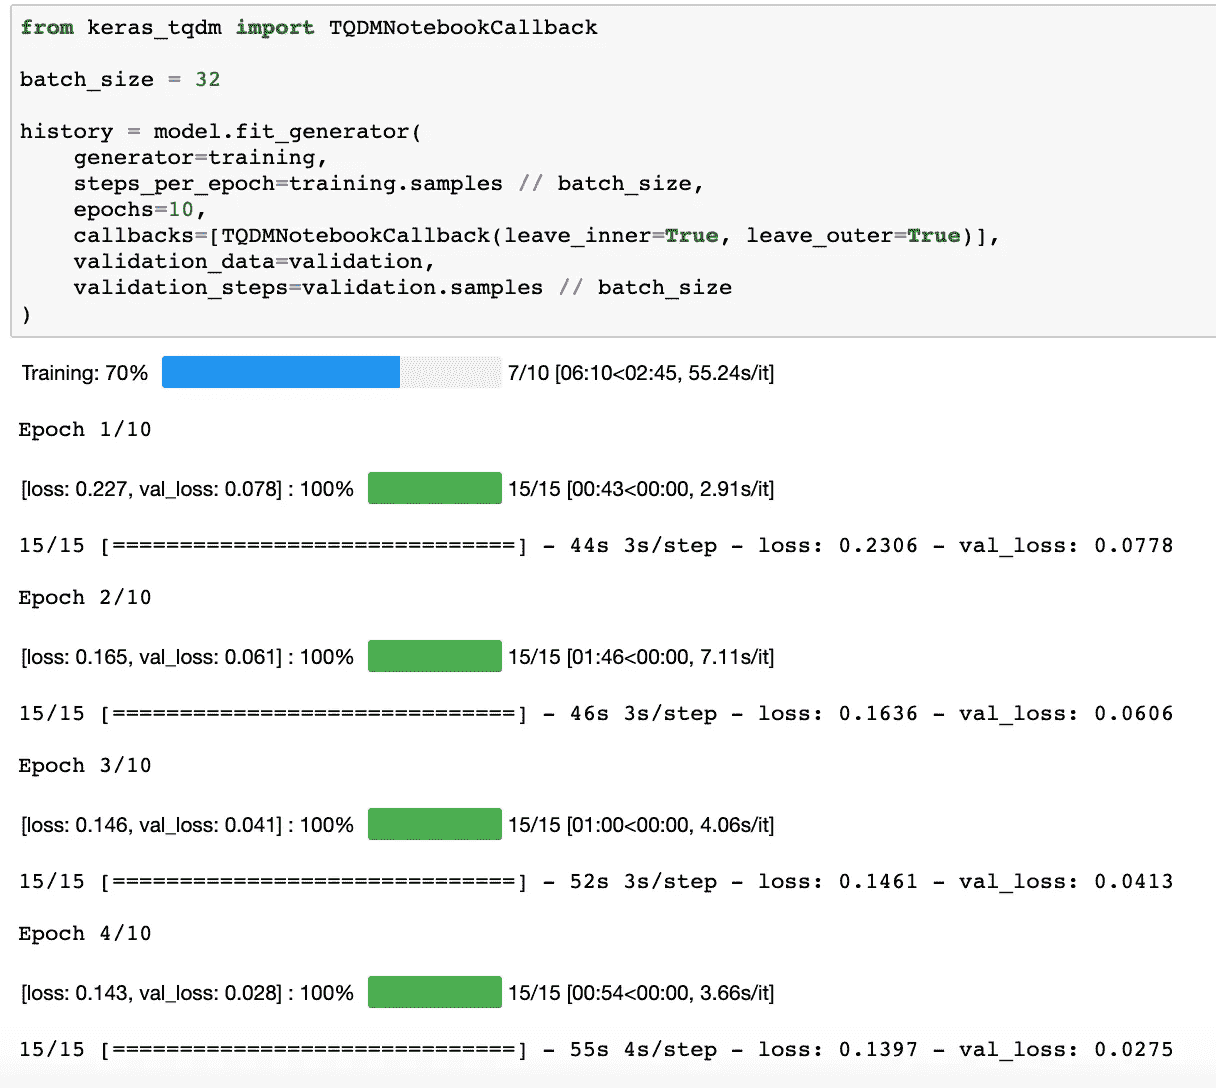 from keras_tqdm import TQDMNotebookCallback
batch_size = 32
history = model.fit_generator(
    generator=training,
    steps_per_epoch=training.samples // batch_size,
    epochs=10,
    callbacks=[TQDMNotebookCallback(leave_inner=True, leave_outer=True)],
    validation_data=validation,
    validation_steps=validation.samples // batch_size
)
Training: 70% 7/10 [06:10<02:45, 55.24s/it]
Epoch 1/10
[loss: 0.227, val_loss: 0.078] : 100% 15/15 [00:43<00:00, 2.91s/it]
15/15 [==============================] - 44s 3s/step - loss: 0.2306 - val_loss: 0.0778
Epoch 2/10
[loss: 0.165, val_loss: 0.061] : 100% 15/15 [01:46<00:00, 7.11s/it]
15/15 [==============================] - 46s 3s/step - loss: 0.1636 - val_loss: 0.0606
Epoch 3/10
[loss: 0.146, val_loss: 0.041] : 100% 15/15 [01:00<00:00, 4.06s/it]
15/15 [==============================] - 52s 3s/step - loss: 0.1461 - val_loss: 0.0413
Epoch 4/10
[loss: 0.143, val_loss: 0.028] : 100% 15/15 [00:54<00:00, 3.66s/it]
15/15 [==============================] - 55s 4s/step - loss: 0.1397 - val_loss: 0.0275